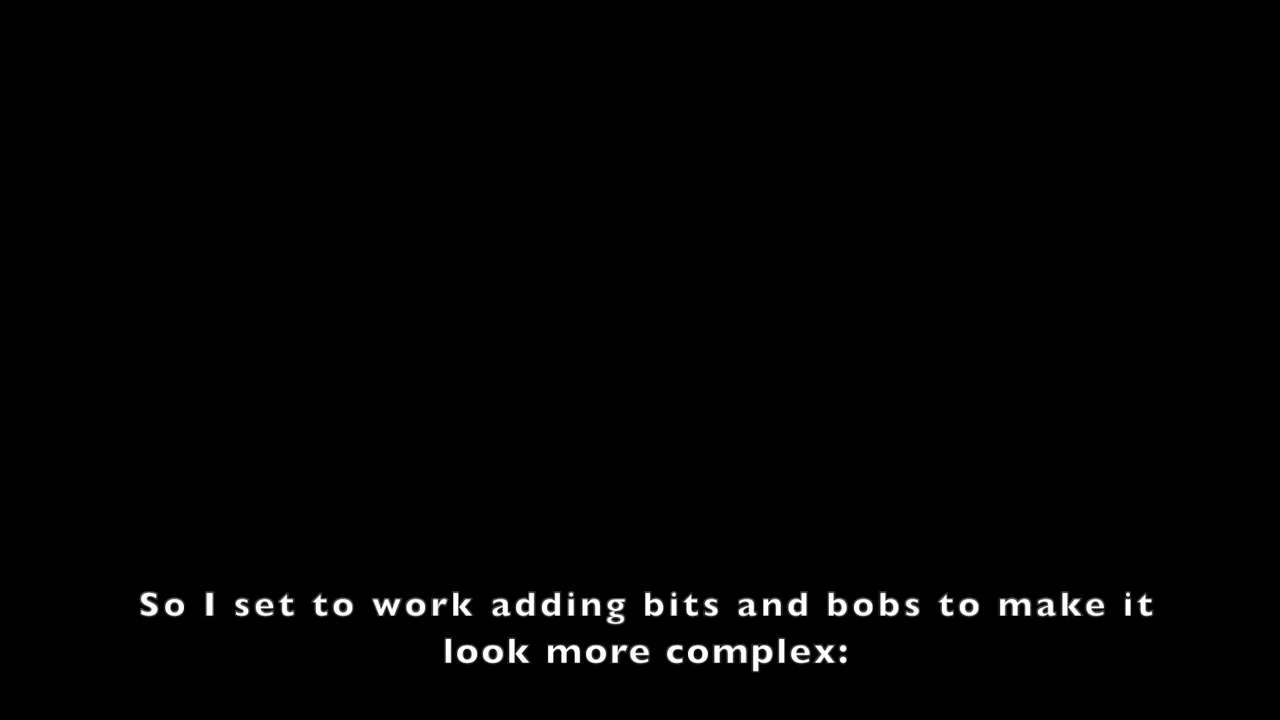 So I set to work adding bits and bobs to make it
look more complex: